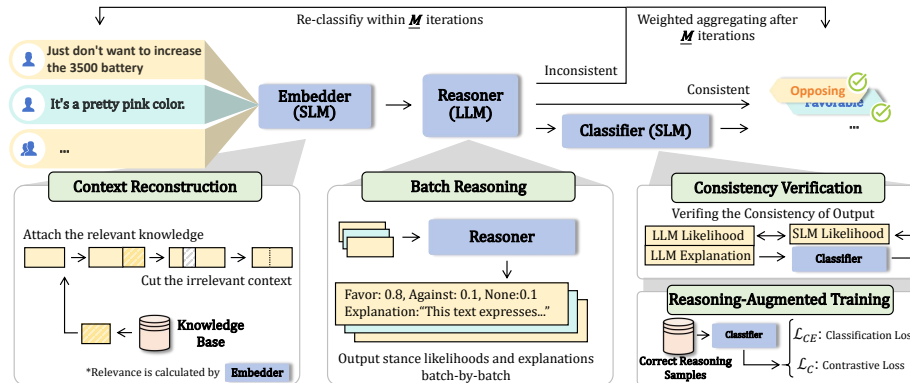 Re-classifiy within M iterations
Weighted aggregating after
M iterations
Just don't want to increase
the 3500 battery
It's a pretty pink color.
...
Embedder
(SLM)
Reasoner
(LLM)
Inconsistent
Consistent
Classifier (SLM)
Opposing
Favorable
...
Context Reconstruction
Attach the relevant knowledge
Cut the irrelevant context
Knowledge
Base
*Relevance is calculated by Embedder
Batch Reasoning
Reasoner
Favor: 0.8, Against: 0.1, None:0.1
Explanation:"This text expresses..."
Output stance likelihoods and explanations
batch-by-batch
Consistency Verification
Verifing the Consistency of Output
LLM Likelihood
SLM Likelihood
LLM Explanation
Classifier
Reasoning-Augmented Training
Correct Reasoning
Samples
Classifier
ℒCE: Classification Loss
ℒC: Contrastive Loss